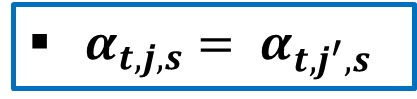 ▪ α_{t,j,s} = α_{t,j′,s}